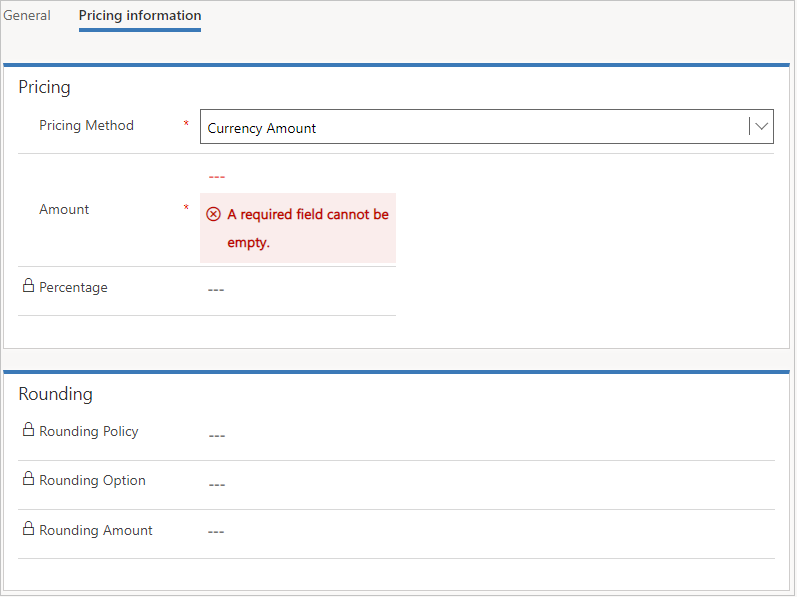 General Pricing information
Pricing
Pricing Method * Currency Amount
---
Amount * A required field cannot be
empty.
Percentage ---
Rounding
Rounding Policy ---
Rounding Option ---
Rounding Amount ---